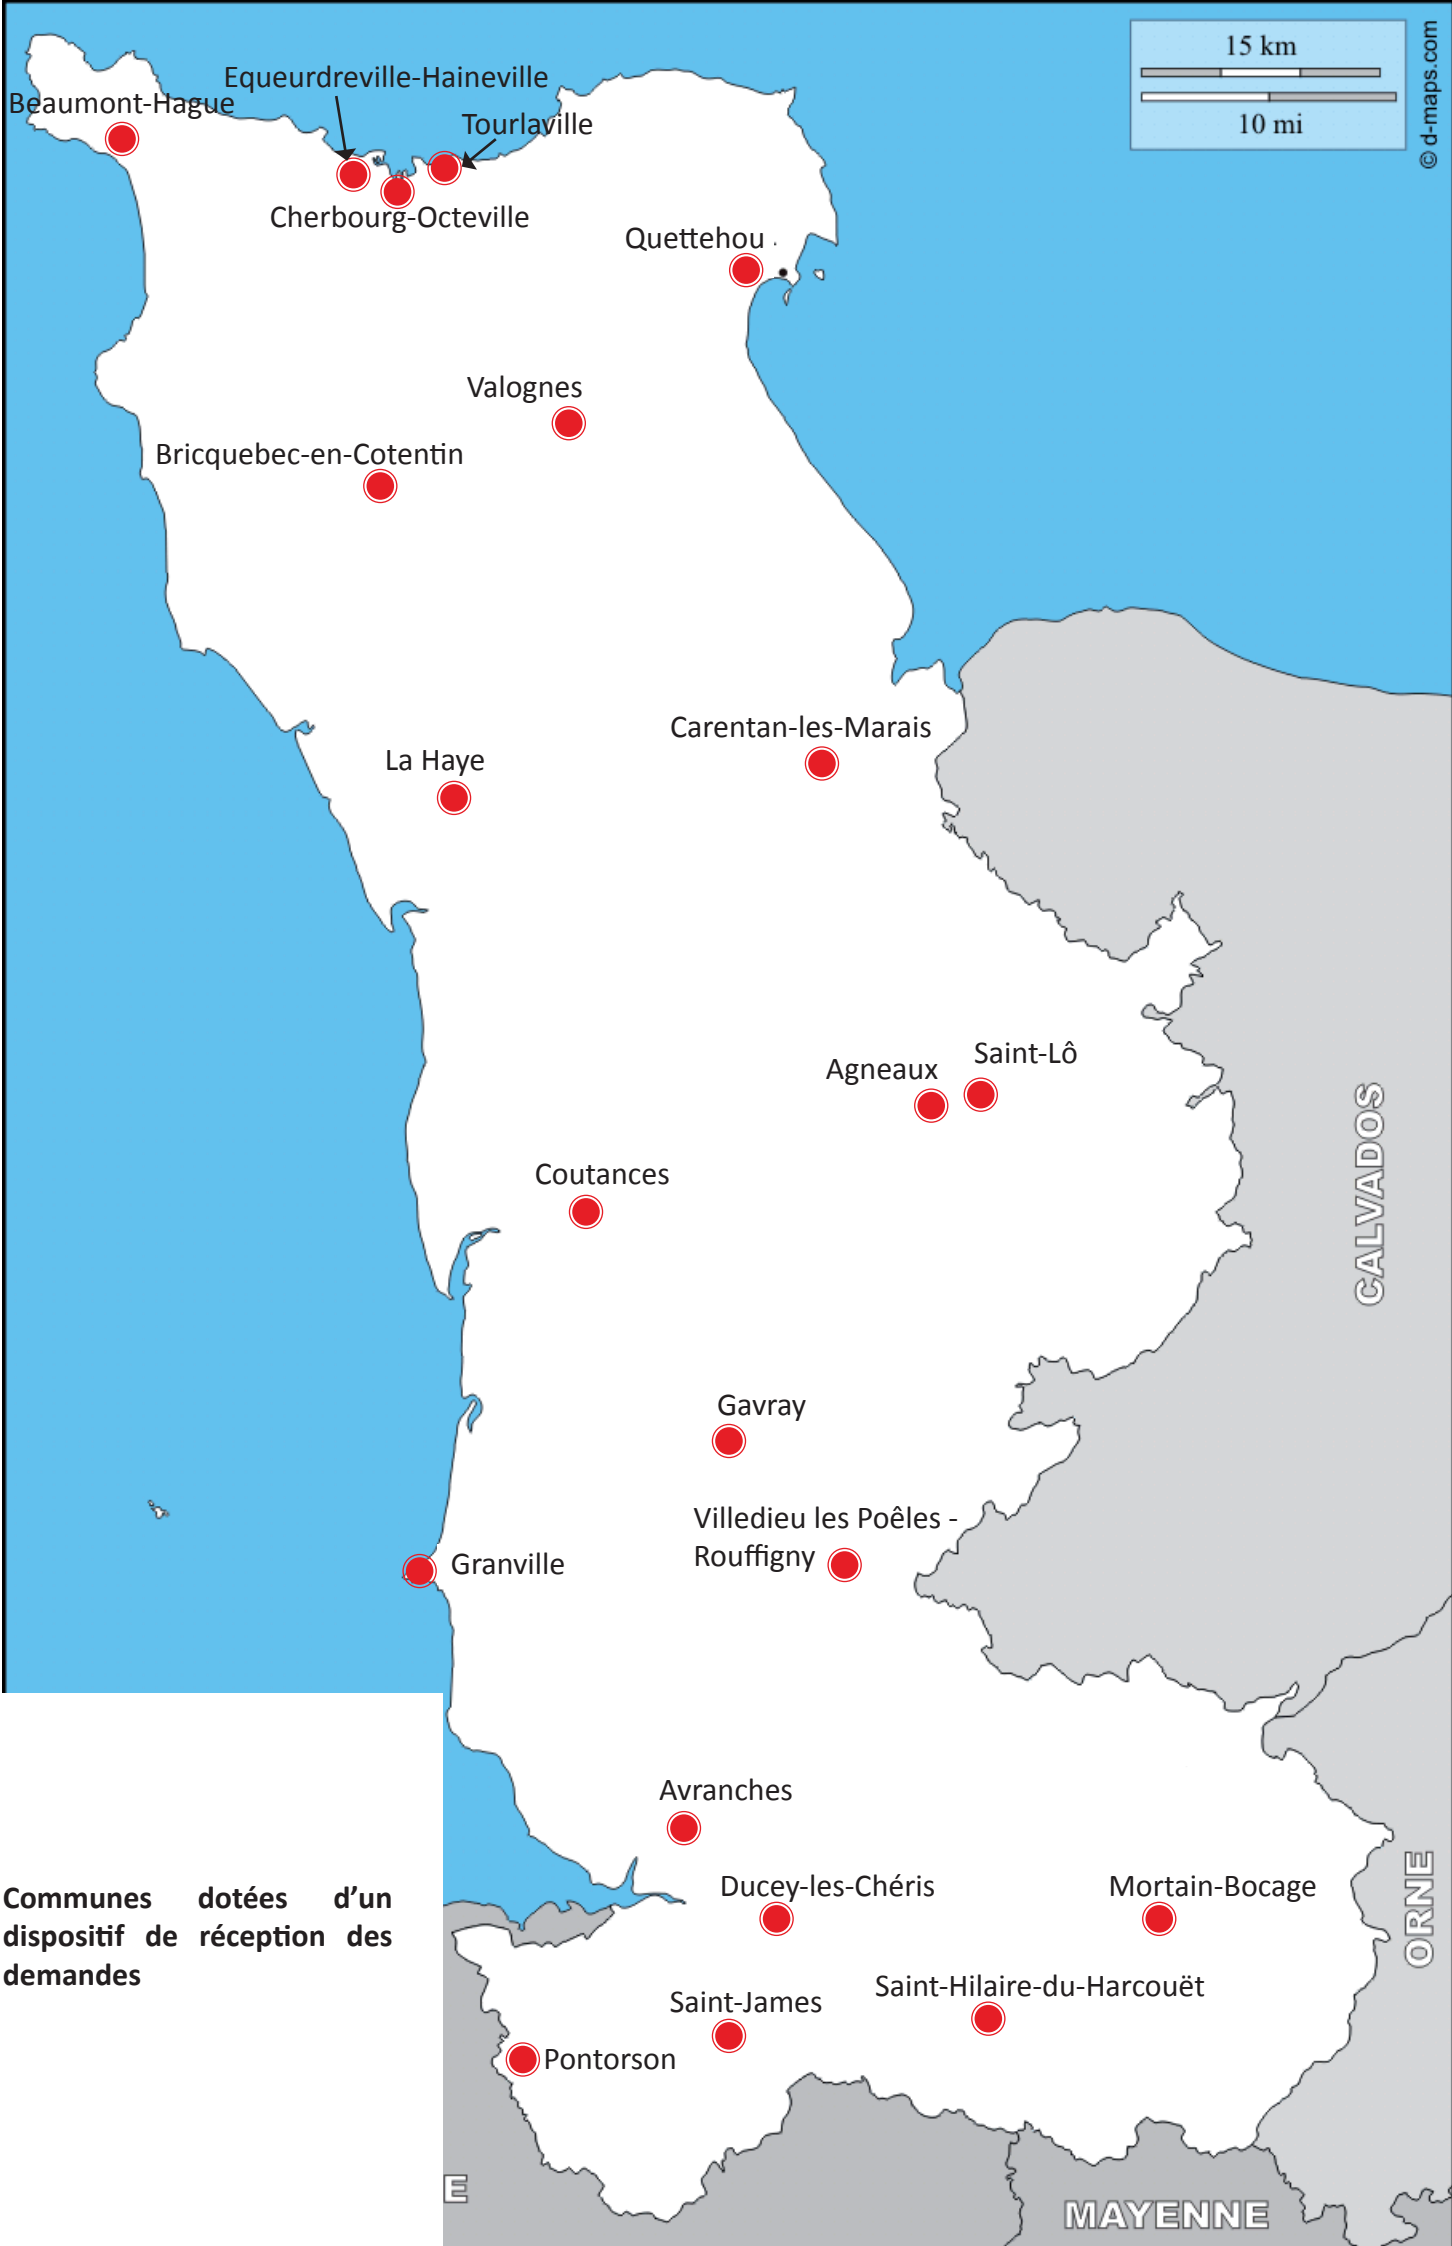 15 km
10 mi
© d-maps.com
Equeurdreville-Haineville
Beaumont-Hague
Tourlaville
Cherbourg-Octeville
Quettehou
Valognes
Bricquebec-en-Cotentin
Carentan-les-Marais
La Haye
Saint-Lô
Agneaux
CALVADOS
Coutances
Gavray
Villedieu les Poêles -
Rouffigny
Granville
Avranches
Ducey-les-Chéris
Mortain-Bocage
ORNE
Communes dotées d'un
dispositif de réception des
demandes
Saint-Hilaire-du-Harcouët
Saint-James
Pontorson
E
MAYENNE